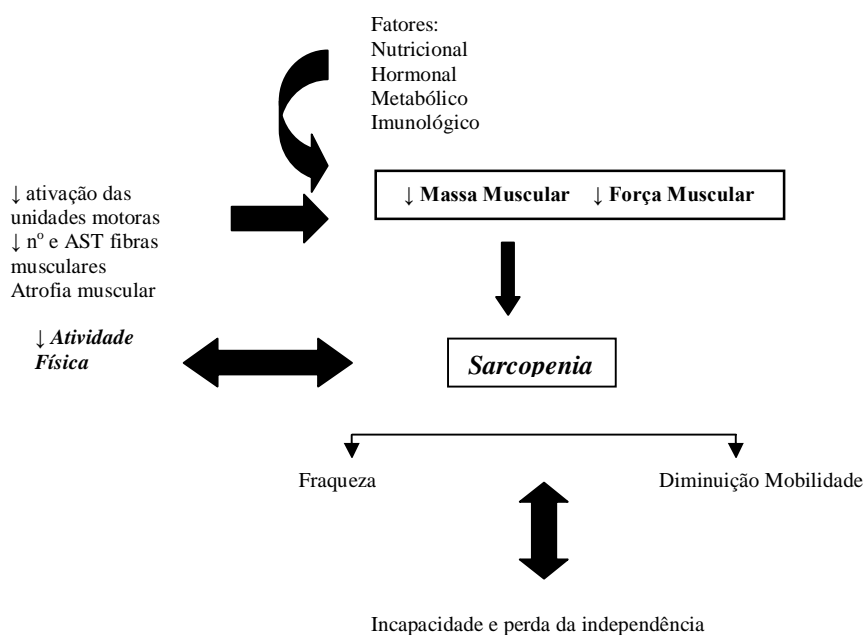 Fatores:
Nutricional
Hormonal
Metabólico
Imunológico
↓ Massa Muscular ↓ Força Muscular
↓ ativação das
unidades motoras
↓ nº e AST fibras
musculares
Atrofia muscular
↓ Atividade
Física
Sarcopenia
Fraqueza
Diminuição Mobilidade
Incapacidade e perda da independência